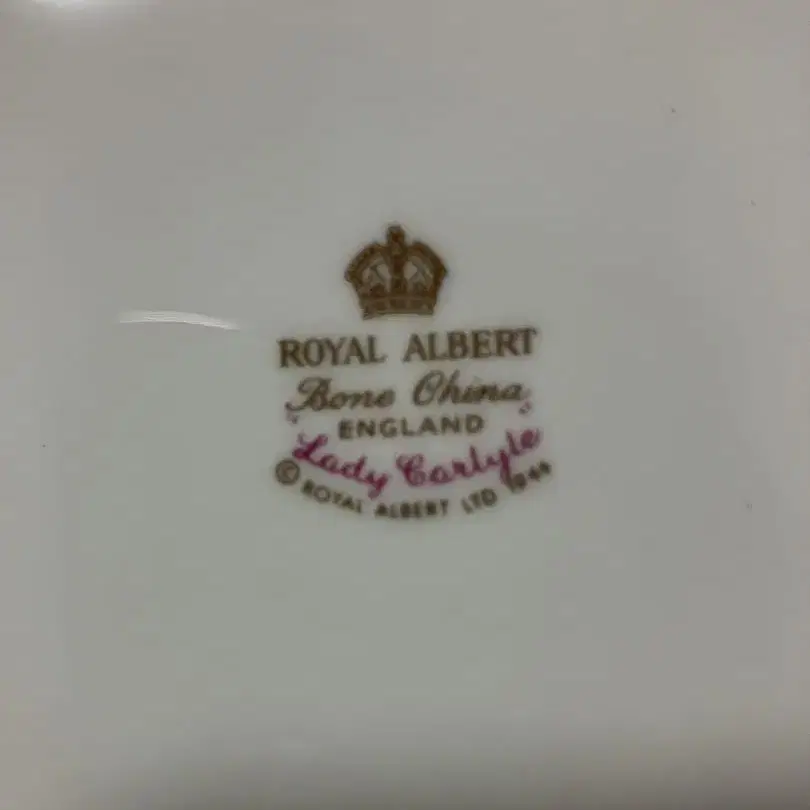 ROYAL ALBERT
Bone China
ENGLAND
"Lady Carlyle"
© ROYAL ALBERT LTD 1944